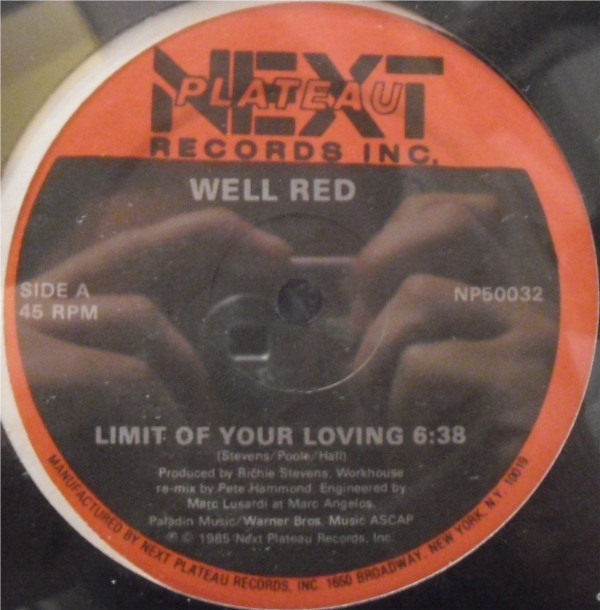 NEXT
PLATEAU
RECORDS INC.
WELL RED
SIDE A
45 RPM
NP50032
LIMIT OF YOUR LOVING 6:38
(Stevens/Poole/Hall)
Produced by Richie Stevens, Workhouse
re-mix by Pete Hammond. Engineered by
Marc Lusardi at Marc Angelos.
Paladin Music/Warner Bros. Music ASCAP
℗ © 1985 Next Plateau Records, Inc.
MANUFACTURED BY NEXT PLATEAU RECORDS, INC. 1650 BROADWAY, NEW YORK, N.Y. 10019